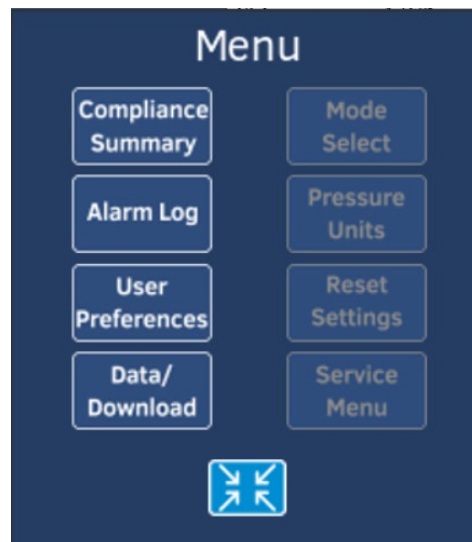 Menu
Compliance
Summary
Mode
Select
Alarm Log
Pressure
Units
User
Preferences
Reset
Settings
Data/
Download
Service
Menu